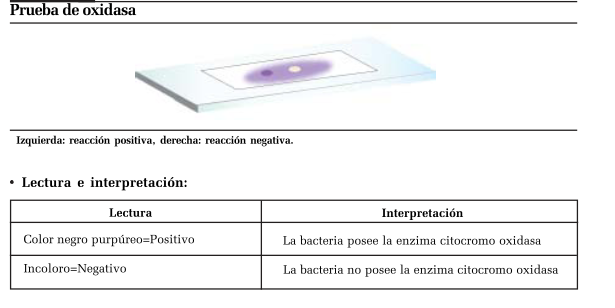 Prueba de oxidasa
Izquierda: reacción positiva, derecha: reacción negativa.
• Lectura e interpretación:
Lectura Interpretación
Color negro purpúreo=Positivo La bacteria posee la enzima citocromo oxidasa
Incoloro=Negativo La bacteria no posee la enzima citocromo oxidasa